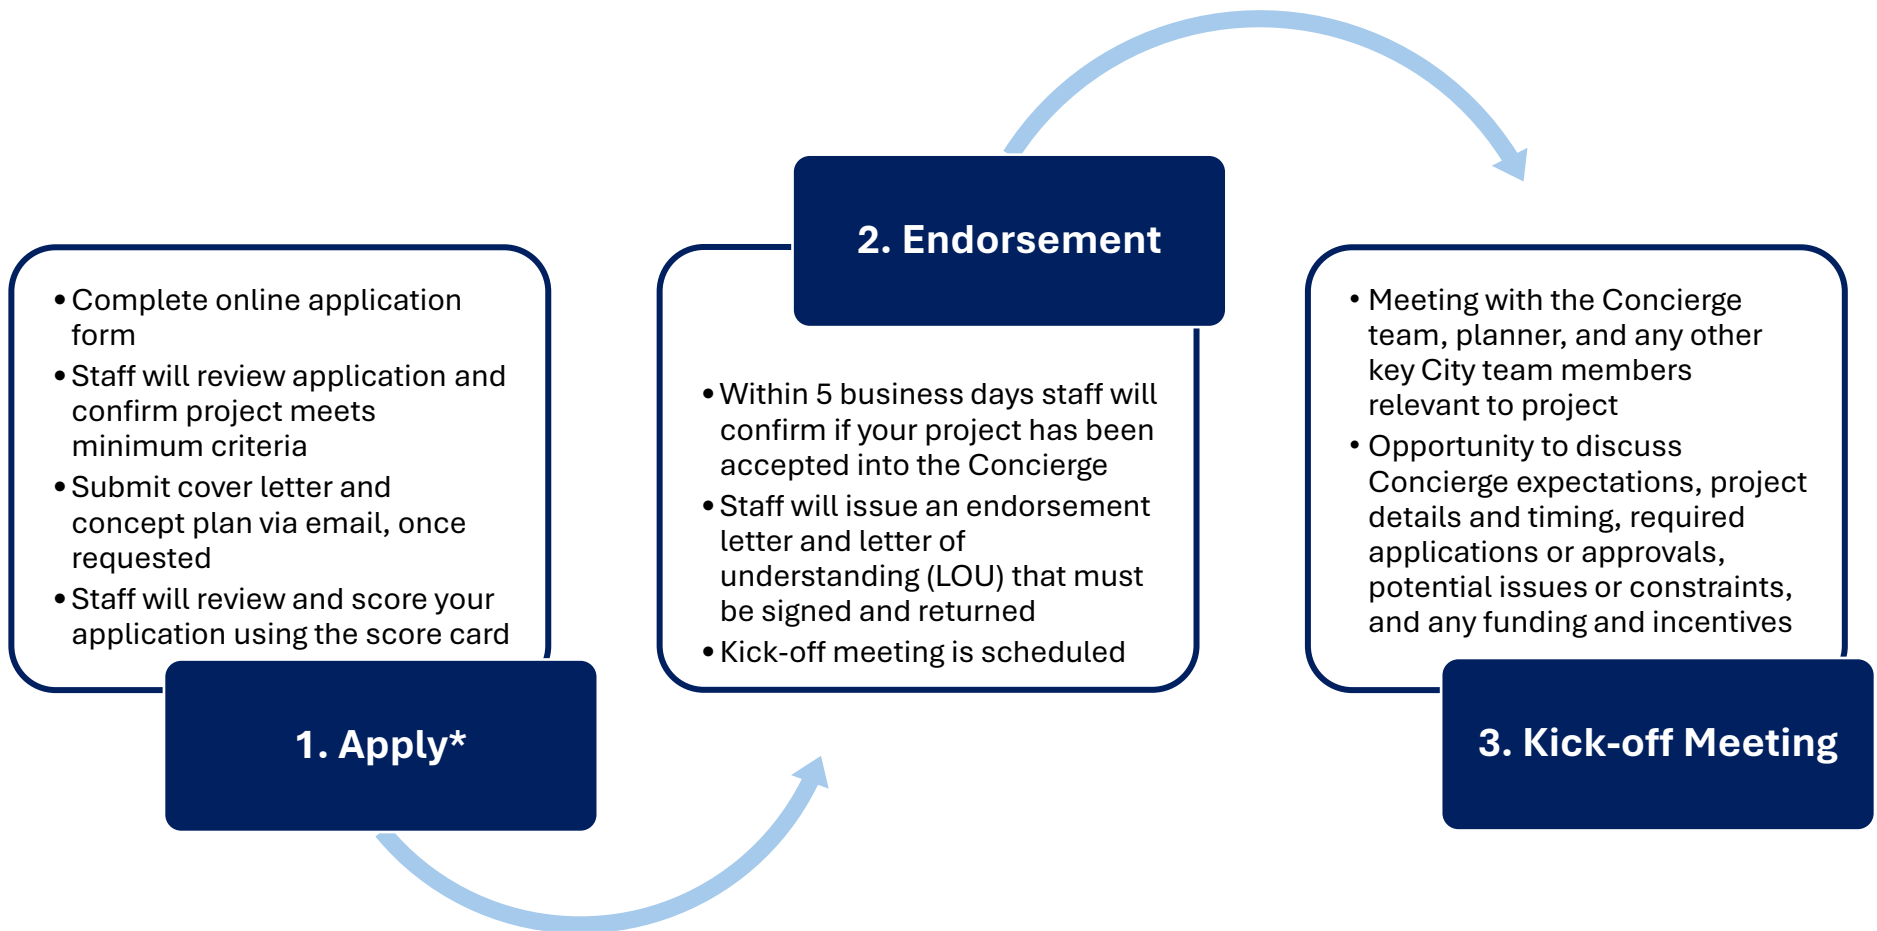 • Complete online application
form
• Staff will review application and
confirm project meets
minimum criteria
• Submit cover letter and
concept plan via email, once
requested
• Staff will review and score your
application using the score card
1. Apply*
2. Endorsement
• Within 5 business days staff will
confirm if your project has been
accepted into the Concierge
• Staff will issue an endorsement
letter and letter of
understanding (LOU) that must
be signed and returned
• Kick-off meeting is scheduled
• Meeting with the Concierge
team, planner, and any other
key City team members
relevant to project
• Opportunity to discuss
Concierge expectations, project
details and timing, required
applications or approvals,
potential issues or constraints,
and any funding and incentives
3. Kick-off Meeting